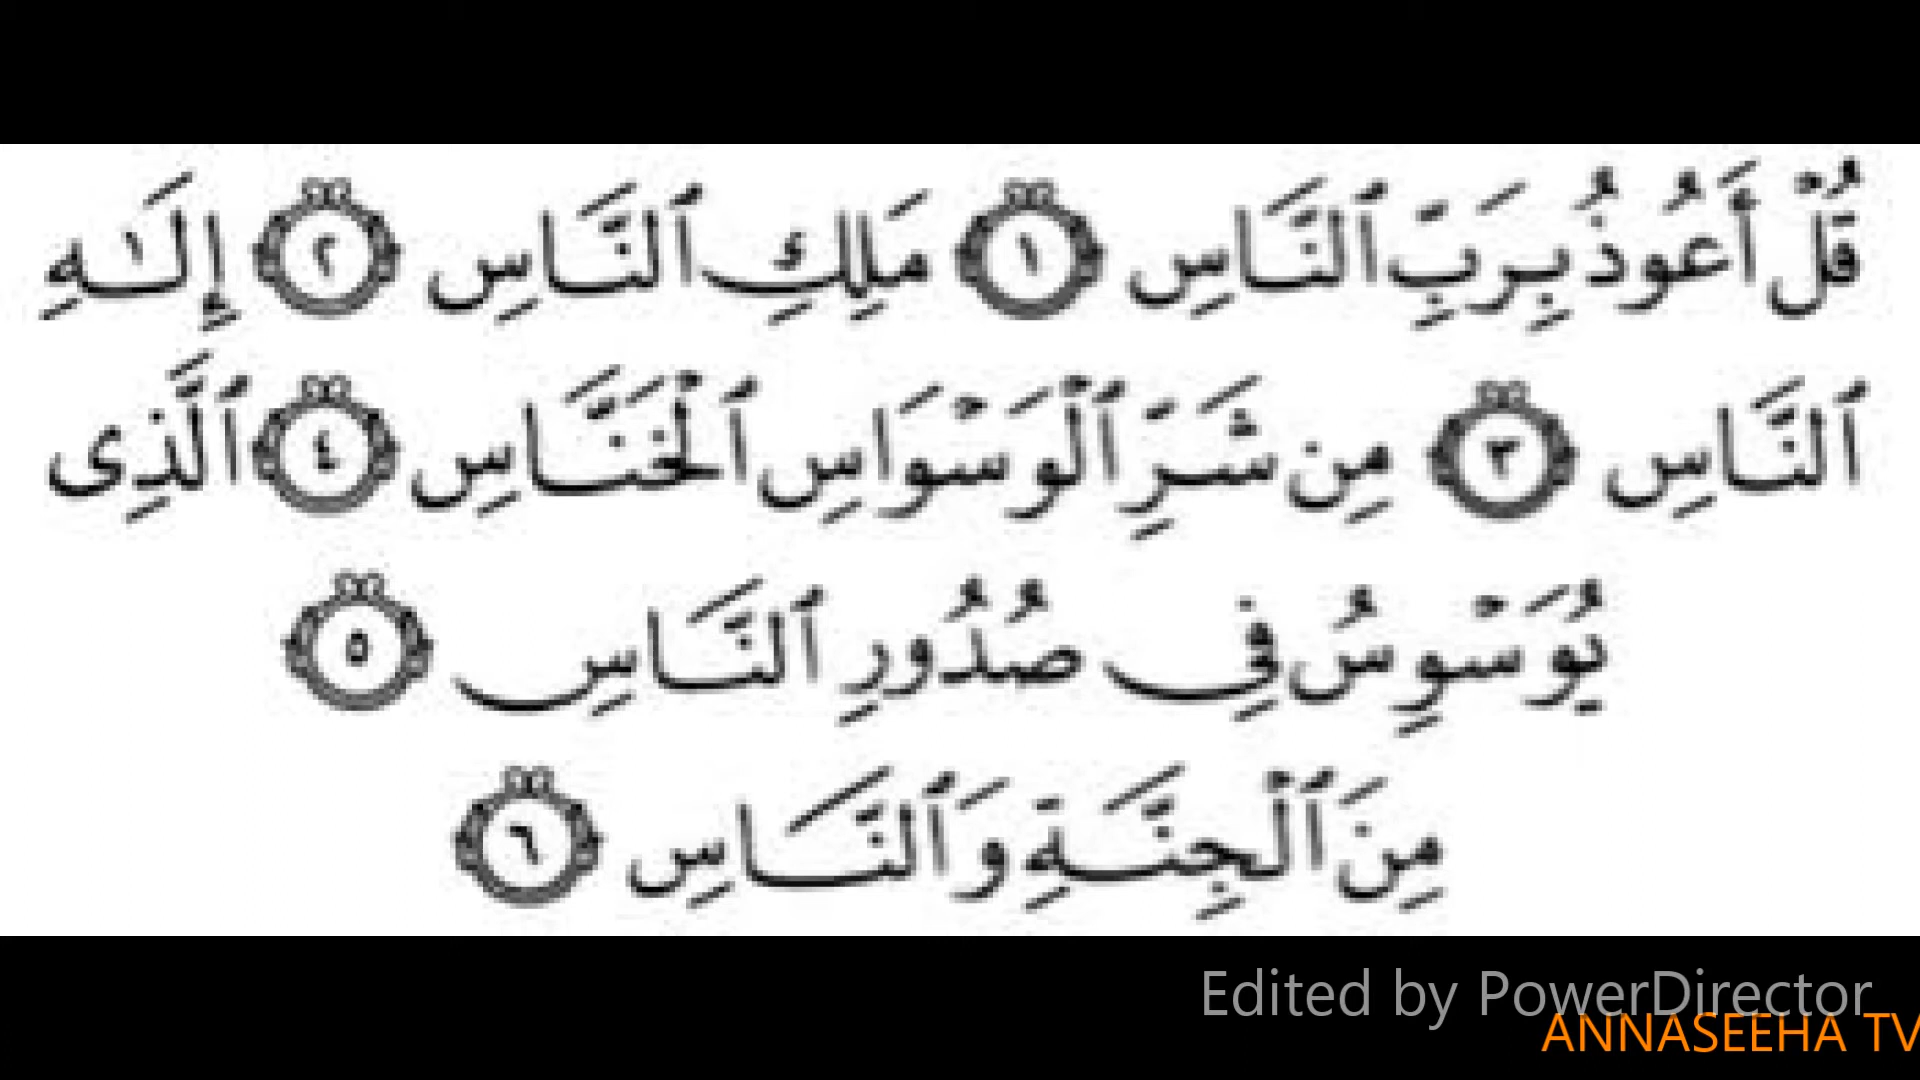 قُلْ أَعُوذُ بِرَبِّ ٱلنَّاسِ ١ مَلِكِ ٱلنَّاسِ ٢ إِلَٰهِ
ٱلنَّاسِ ٣ مِن شَرِّ ٱلْوَسْوَاسِ ٱلْخَنَّاسِ ٤ ٱلَّذِى
يُوَسْوِسُ فِى صُدُورِ ٱلنَّاسِ ٥
مِنَ ٱلْجِنَّةِ وَٱلنَّاسِ ٦
Edited by PowerDirector
ANNASEEHA TV